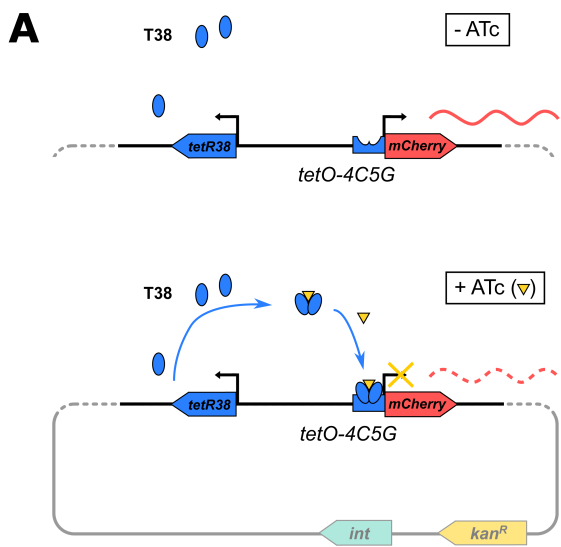 A
T38
- ATc
tetR38
mCherry
tetO-4C5G
T38
+ ATc ( )
tetR38
mCherry
tetO-4C5G
int
kanR